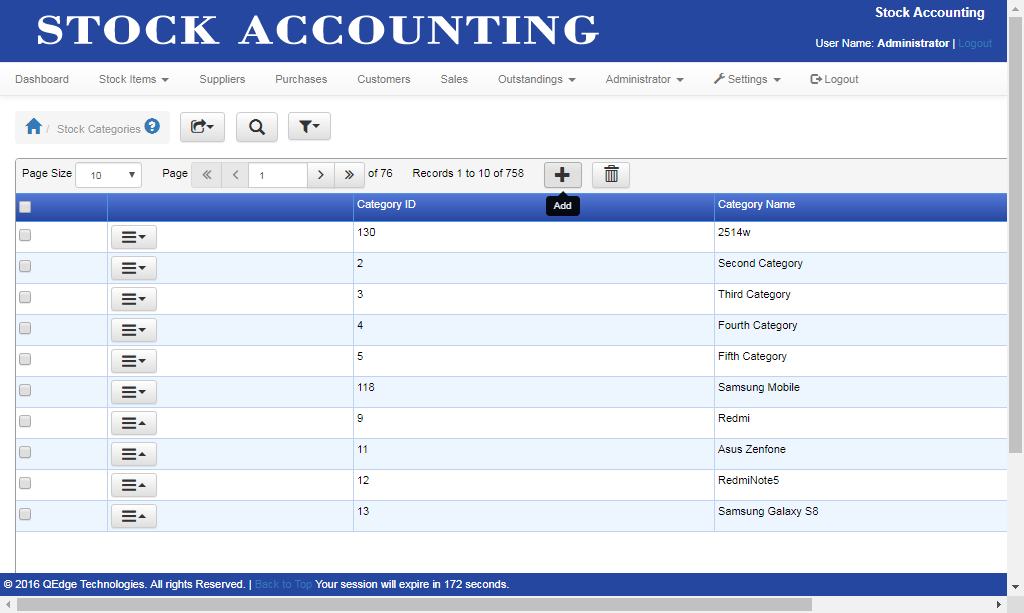 STOCK ACCOUNTING
Stock Accounting
User Name: Administrator | Logout
Dashboard Stock Items Suppliers Purchases Customers Sales Outstandings Administrator Settings Logout
/ Stock Categories ?
Page Size 10 Page « < 1 > » of 76 Records 1 to 10 of 758
Add
Category ID Category Name
130 2514w
2 Second Category
3 Third Category
4 Fourth Category
5 Fifth Category
118 Samsung Mobile
9 Redmi
11 Asus Zenfone
12 RedmiNote5
13 Samsung Galaxy S8
© 2016 QEdge Technologies. All rights Reserved. | Back to Top Your session will expire in 172 seconds.